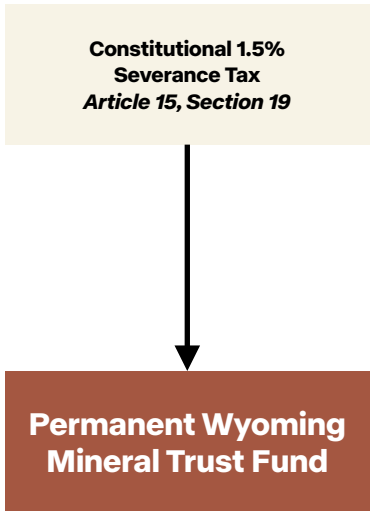 Constitutional 1.5%
Severance Tax
Article 15, Section 19
Permanent Wyoming
Mineral Trust Fund